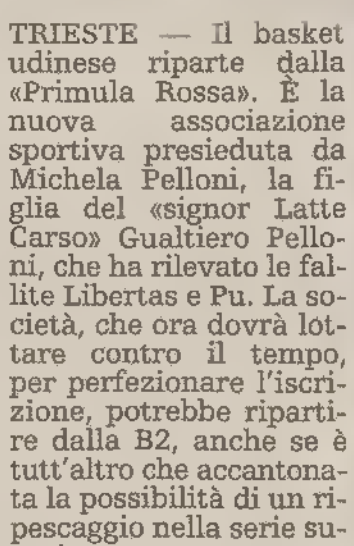 TRIESTE — Il basket
udinese riparte dalla
«Primula Rossa». È la
nuova associazione
sportiva presieduta da
Michela Pelloni, la fi-
glia del «signor Latte
Carso» Gualtiero Pello-
ni, che ha rilevato le fal-
lite Libertas e Pu. La so-
cietà, che ora dovrà lot-
tare contro il tempo,
per perfezionare l'iscri-
zione, potrebbe riparti-
re dalla B2, anche se è
tutt'altro che accantona-
ta la possibilità di un ri-
pescaggio nella serie su-